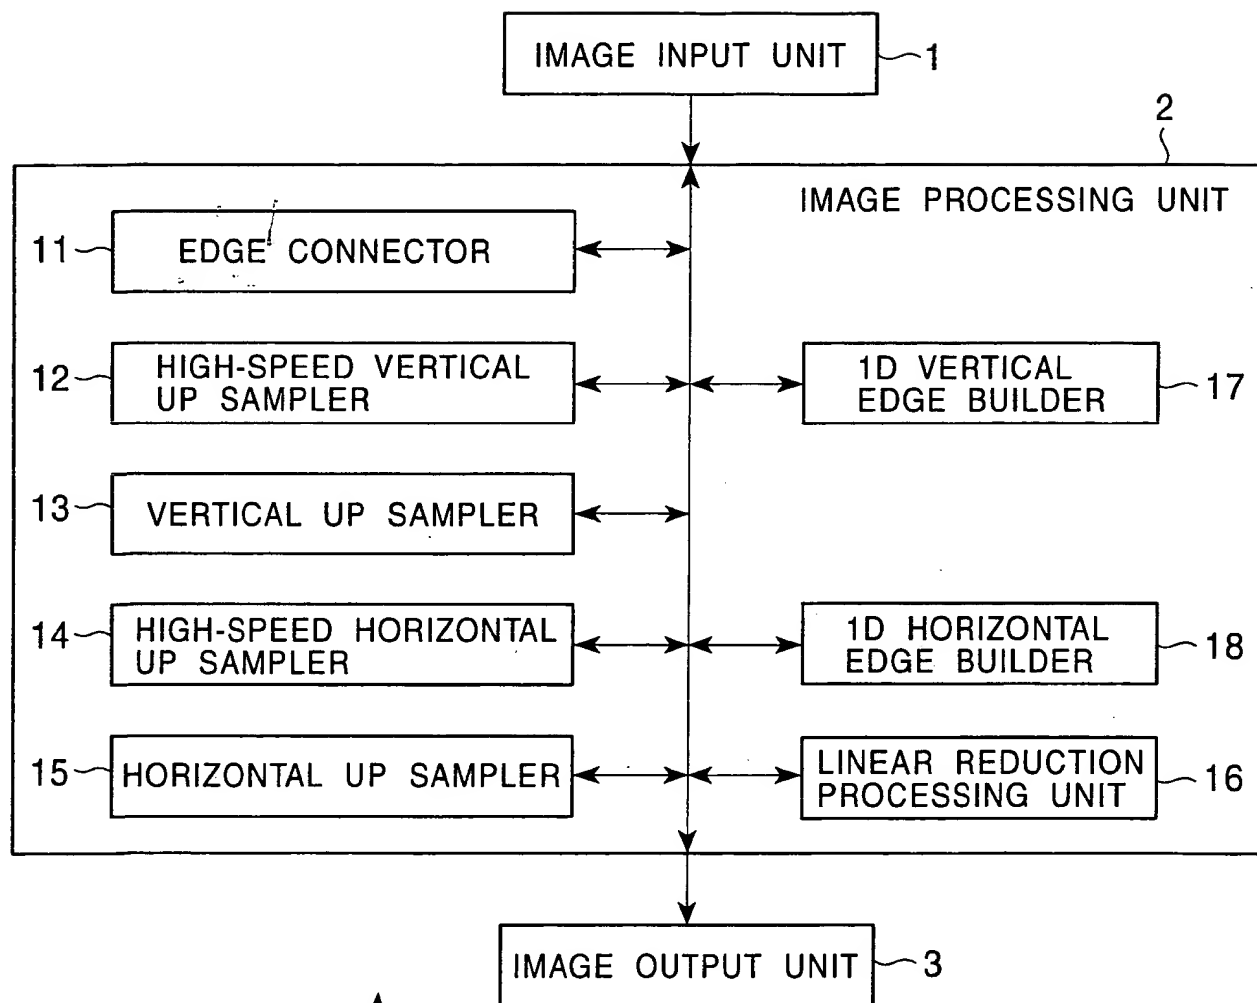 IMAGE INPUT UNIT 1
2
IMAGE PROCESSING UNIT
11 EDGE CONNECTOR
12 HIGH-SPEED VERTICAL
UP SAMPLER
1D VERTICAL
EDGE BUILDER 17
13 VERTICAL UP SAMPLER
14 HIGH-SPEED HORIZONTAL
UP SAMPLER
1D HORIZONTAL
EDGE BUILDER 18
15 HORIZONTAL UP SAMPLER
LINEAR REDUCTION
PROCESSING UNIT 16
IMAGE OUTPUT UNIT 3